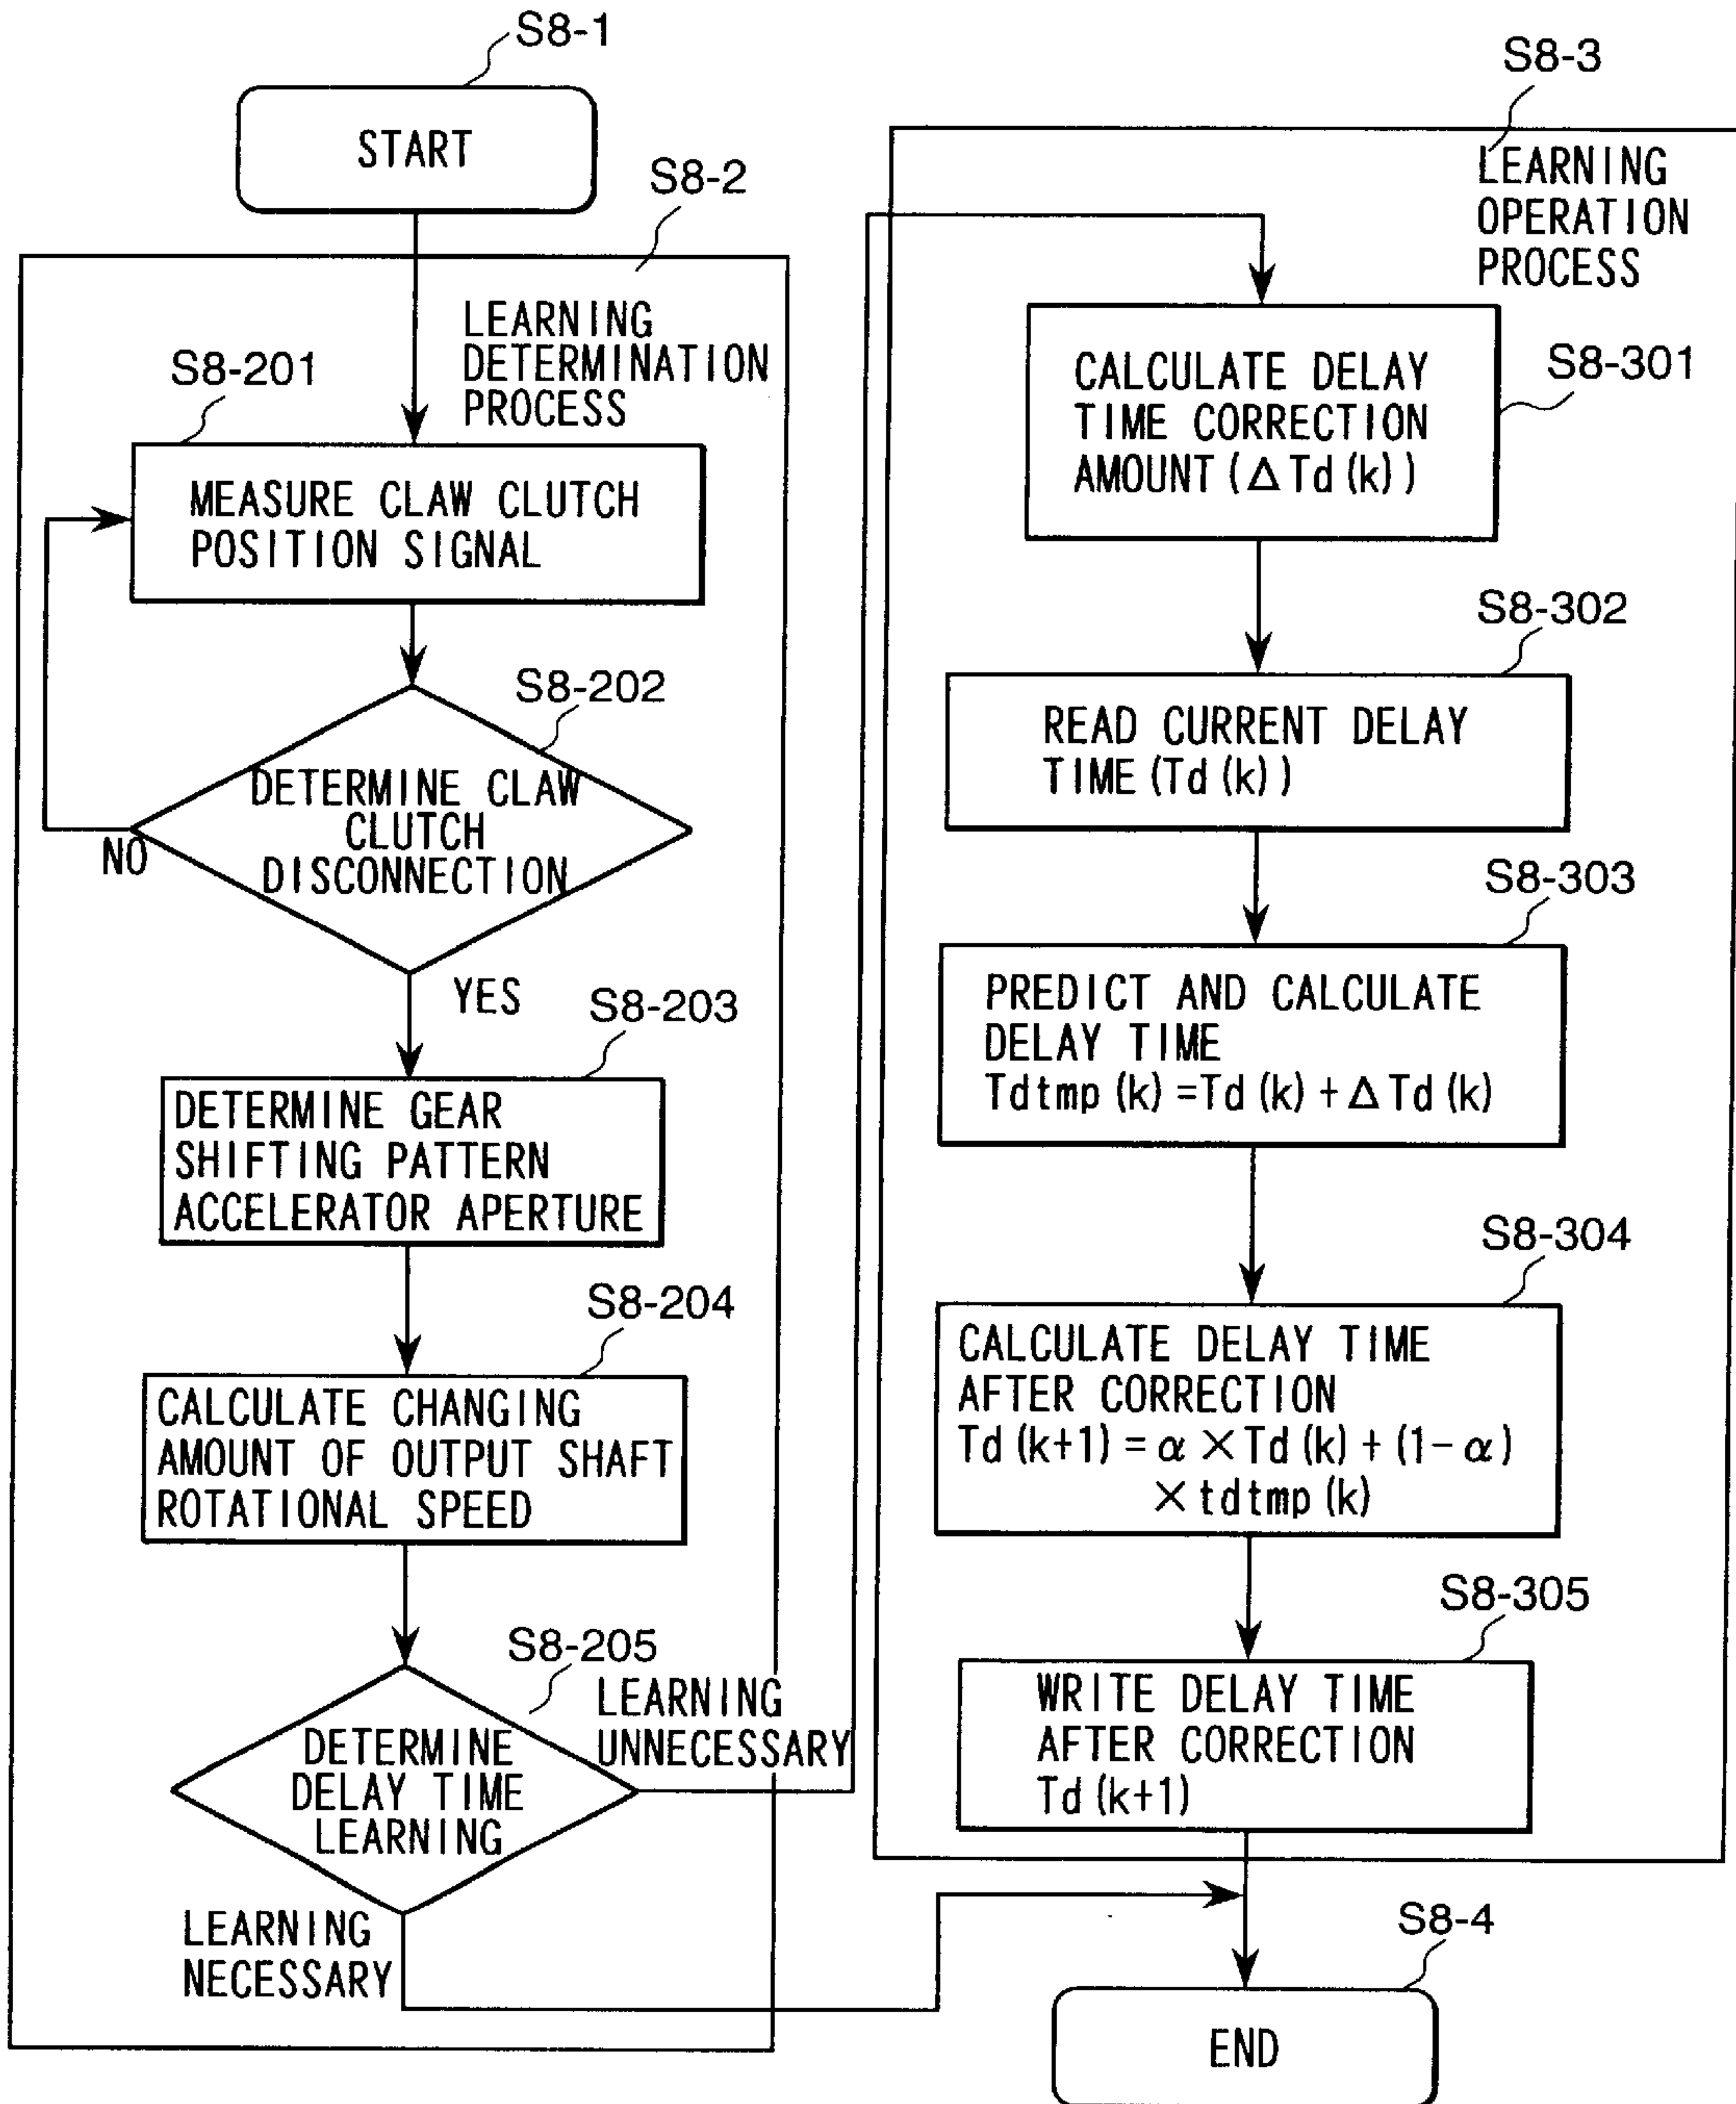 S8-1
START
S8-2
LEARNING
DETERMINATION
PROCESS
S8-201
MEASURE CLAW CLUTCH
POSITION SIGNAL
S8-202
DETERMINE CLAW
CLUTCH
DISCONNECTION
NO
YES
S8-203
DETERMINE GEAR
SHIFTING PATTERN
ACCELERATOR APERTURE
S8-204
CALCULATE CHANGING
AMOUNT OF OUTPUT SHAFT
ROTATIONAL SPEED
S8-205
DETERMINE
DELAY TIME
LEARNING
LEARNING
UNNECESSARY
LEARNING
NECESSARY
S8-3
LEARNING
OPERATION
PROCESS
S8-301
CALCULATE DELAY
TIME CORRECTION
AMOUNT (Δ Td (k))
S8-302
READ CURRENT DELAY
TIME (Td (k))
S8-303
PREDICT AND CALCULATE
DELAY TIME
Tdtmp (k) =Td (k) + Δ Td (k)
S8-304
CALCULATE DELAY TIME
AFTER CORRECTION
Td (k+1) = α × Td (k) + (1- α)
× tdtmp (k)
S8-305
WRITE DELAY TIME
AFTER CORRECTION
Td (k+1)
S8-4
END